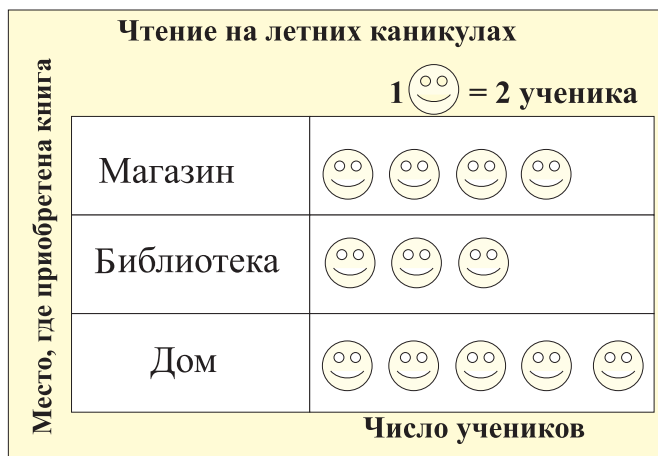 Чтение на летних каникулах
1 = 2 ученика
Место, где приобретена книга
Магазин
Библиотека
Дом
Число учеников